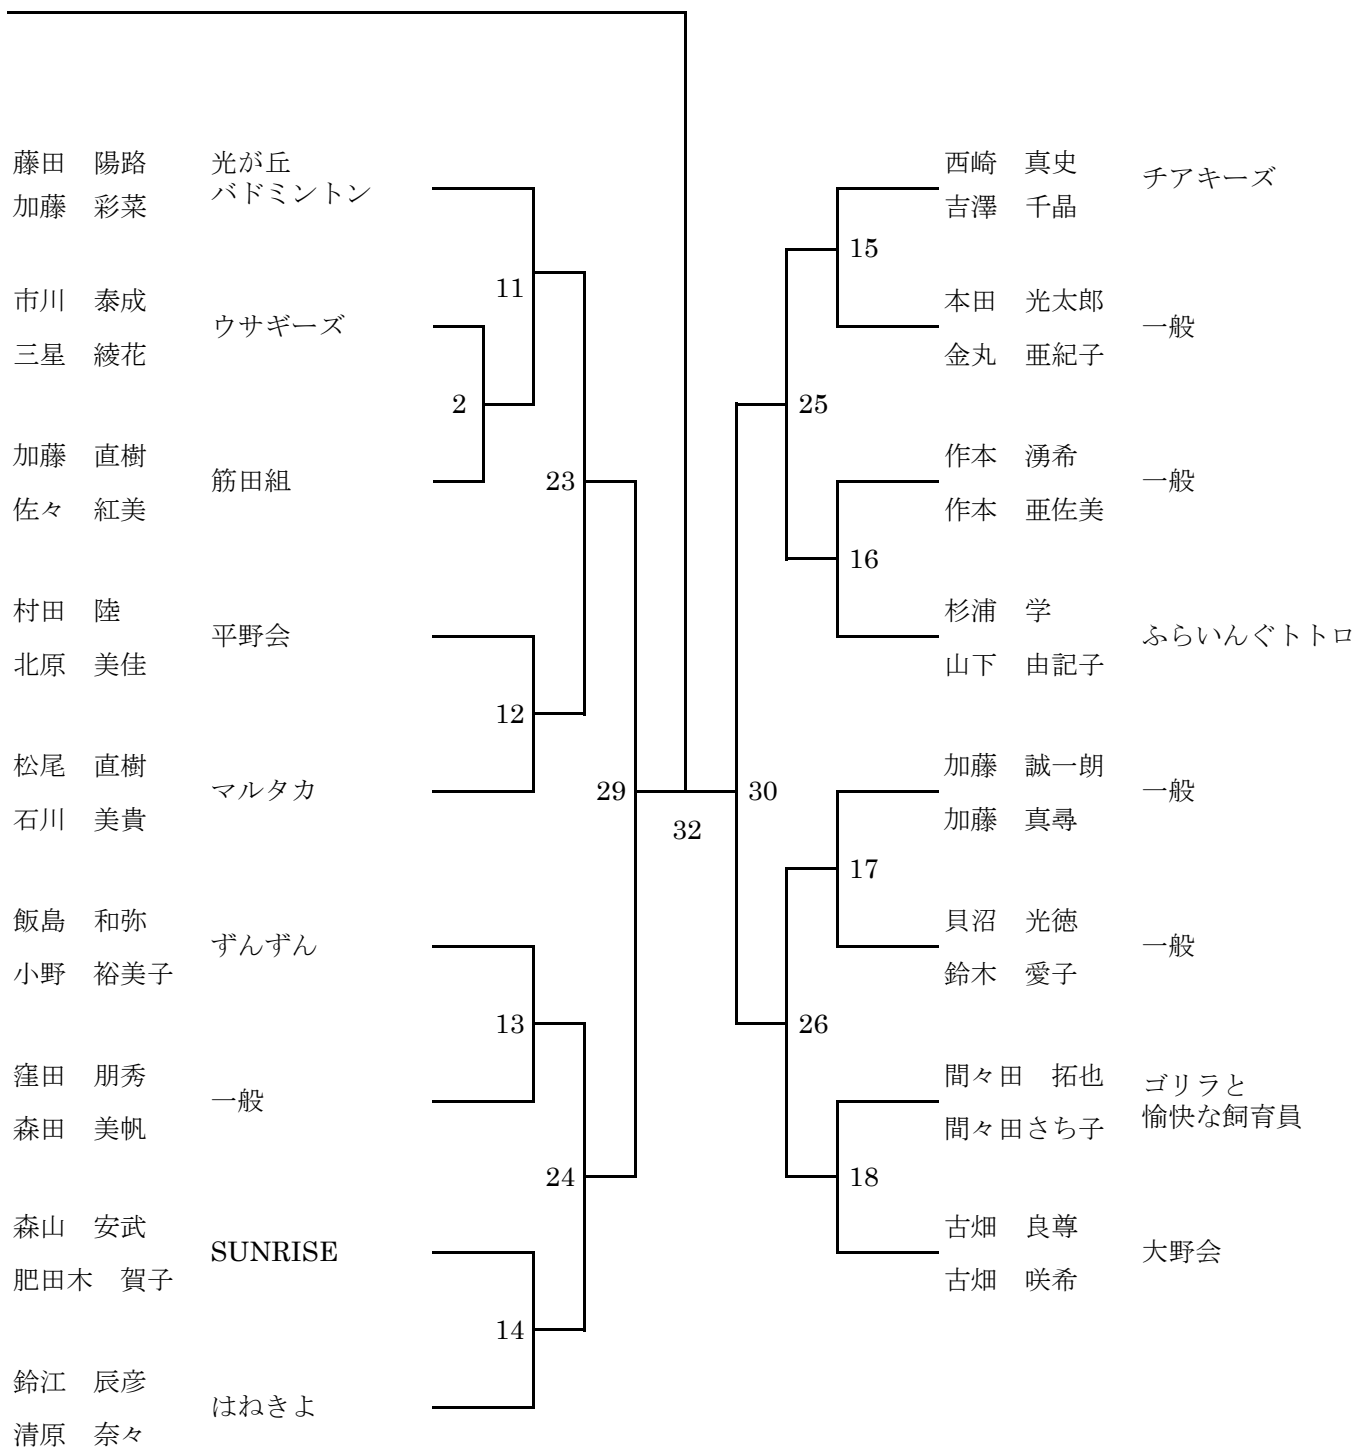 藤田　陽路　光が丘
バドミントン
加藤　彩菜
11
市川　泰成
ウサギーズ
三星　綾花
2
加藤　直樹
筋田組
佐々　紅美
23
村田　陸
平野会
北原　美佳
12
松尾　直樹
マルタカ
石川　美貴
29
飯島　和弥
ずんずん
小野　裕美子
13
窪田　朋秀
一般
森田　美帆
24
森山　安武
SUNRISE
肥田木　賀子
14
鈴江　辰彦
はねきよ
清原　奈々
32
西崎　真史
チアキーズ
吉澤　千晶
15
本田　光太郎
一般
金丸　亜紀子
25
作本　湧希
一般
作本　亜佐美
16
杉浦　学
ふらいんぐトトロ
山下　由記子
30
加藤　誠一朗
一般
加藤　真尋
17
貝沼　光徳
一般
鈴木　愛子
26
間々田　拓也
ゴリラと
愉快な飼育員
間々田さち子
18
古畑　良尊
大野会
古畑　咲希